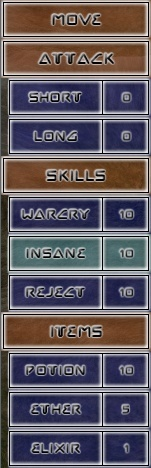 MOVE
ATTACK
SHORT 0
LONG 0
SKILLS
WARCRY 10
INSANE 10
REJECT 10
ITEMS
POTION 10
ETHER 5
ELIXIR 1